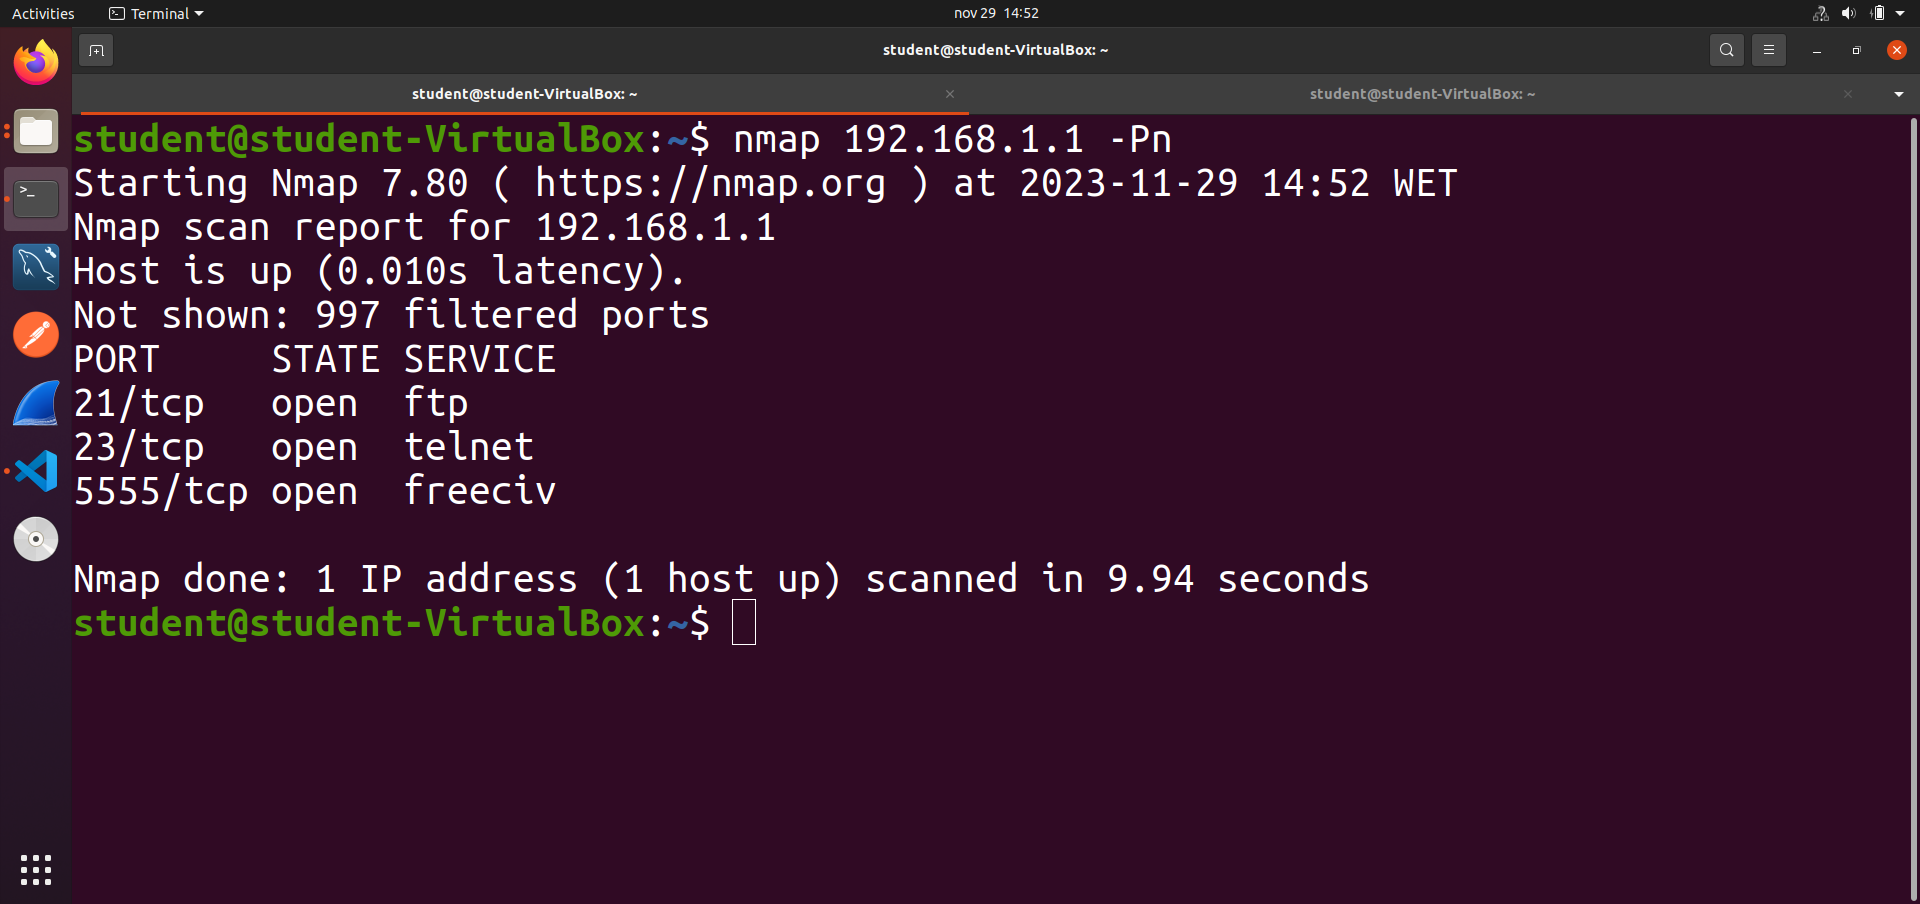 Activities Terminal nov 29 14:52
student@student-VirtualBox: ~
student@student-VirtualBox: ~ student@student-VirtualBox: ~
student@student-VirtualBox:~$ nmap 192.168.1.1 -Pn
Starting Nmap 7.80 ( https://nmap.org ) at 2023-11-29 14:52 WET
Nmap scan report for 192.168.1.1
Host is up (0.010s latency).
Not shown: 997 filtered ports
PORT     STATE SERVICE
21/tcp   open  ftp
23/tcp   open  telnet
5555/tcp open  freeciv
Nmap done: 1 IP address (1 host up) scanned in 9.94 seconds
student@student-VirtualBox:~$